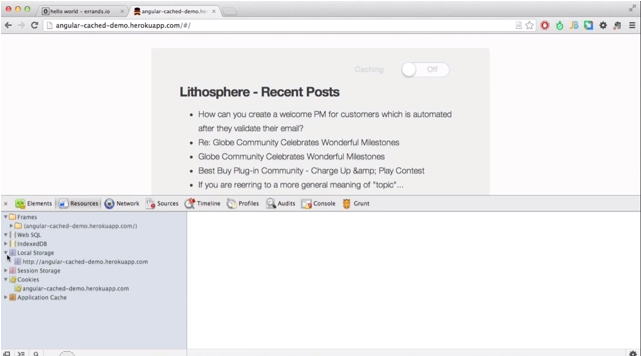 hello world - errands.io
angular-cached-demo.hero
angular-cached-demo.herokuapp.com/#/
Caching
Off
Lithosphere - Recent Posts
How can you create a welcome PM for customers which is automated
after they validate their email?
Re: Globe Community Celebrates Wonderful Milestones
Globe Community Celebrates Wonderful Milestones
Best Buy Plug-in Community - Charge Up &amp; Play Contest
If you are reerring to a more general meaning of "topic"...
Elements Resources Network Sources Timeline Profiles Audits Console Grunt
Frames
(angular-cached-demo.herokuapp.com/)
Web SQL
IndexedDB
Local Storage
http://angular-cached-demo.herokuapp.com
Session Storage
Cookies
angular-cached-demo.herokuapp.com
Application Cache